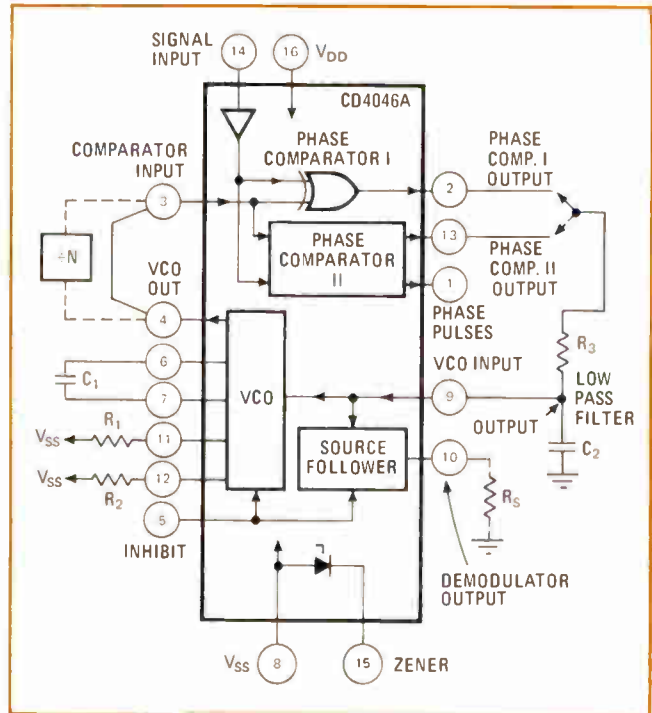 SIGNAL
INPUT
14
16
VDD
CD4046A
PHASE
COMPARATOR I
COMPARATOR
INPUT
3
2
PHASE
COMP. I
OUTPUT
÷N
PHASE
COMPARATOR
II
13
PHASE
COMP. II
OUTPUT
1
PHASE
PULSES
VCO
OUT
4
6
C1
7
VCO
VCO INPUT
9
R3
LOW
PASS
FILTER
OUTPUT
C2
VSS
R1
11
SOURCE
FOLLOWER
10
VSS
R2
12
RS
5
INHIBIT
DEMODULATOR
OUTPUT
VSS
8
15
ZENER